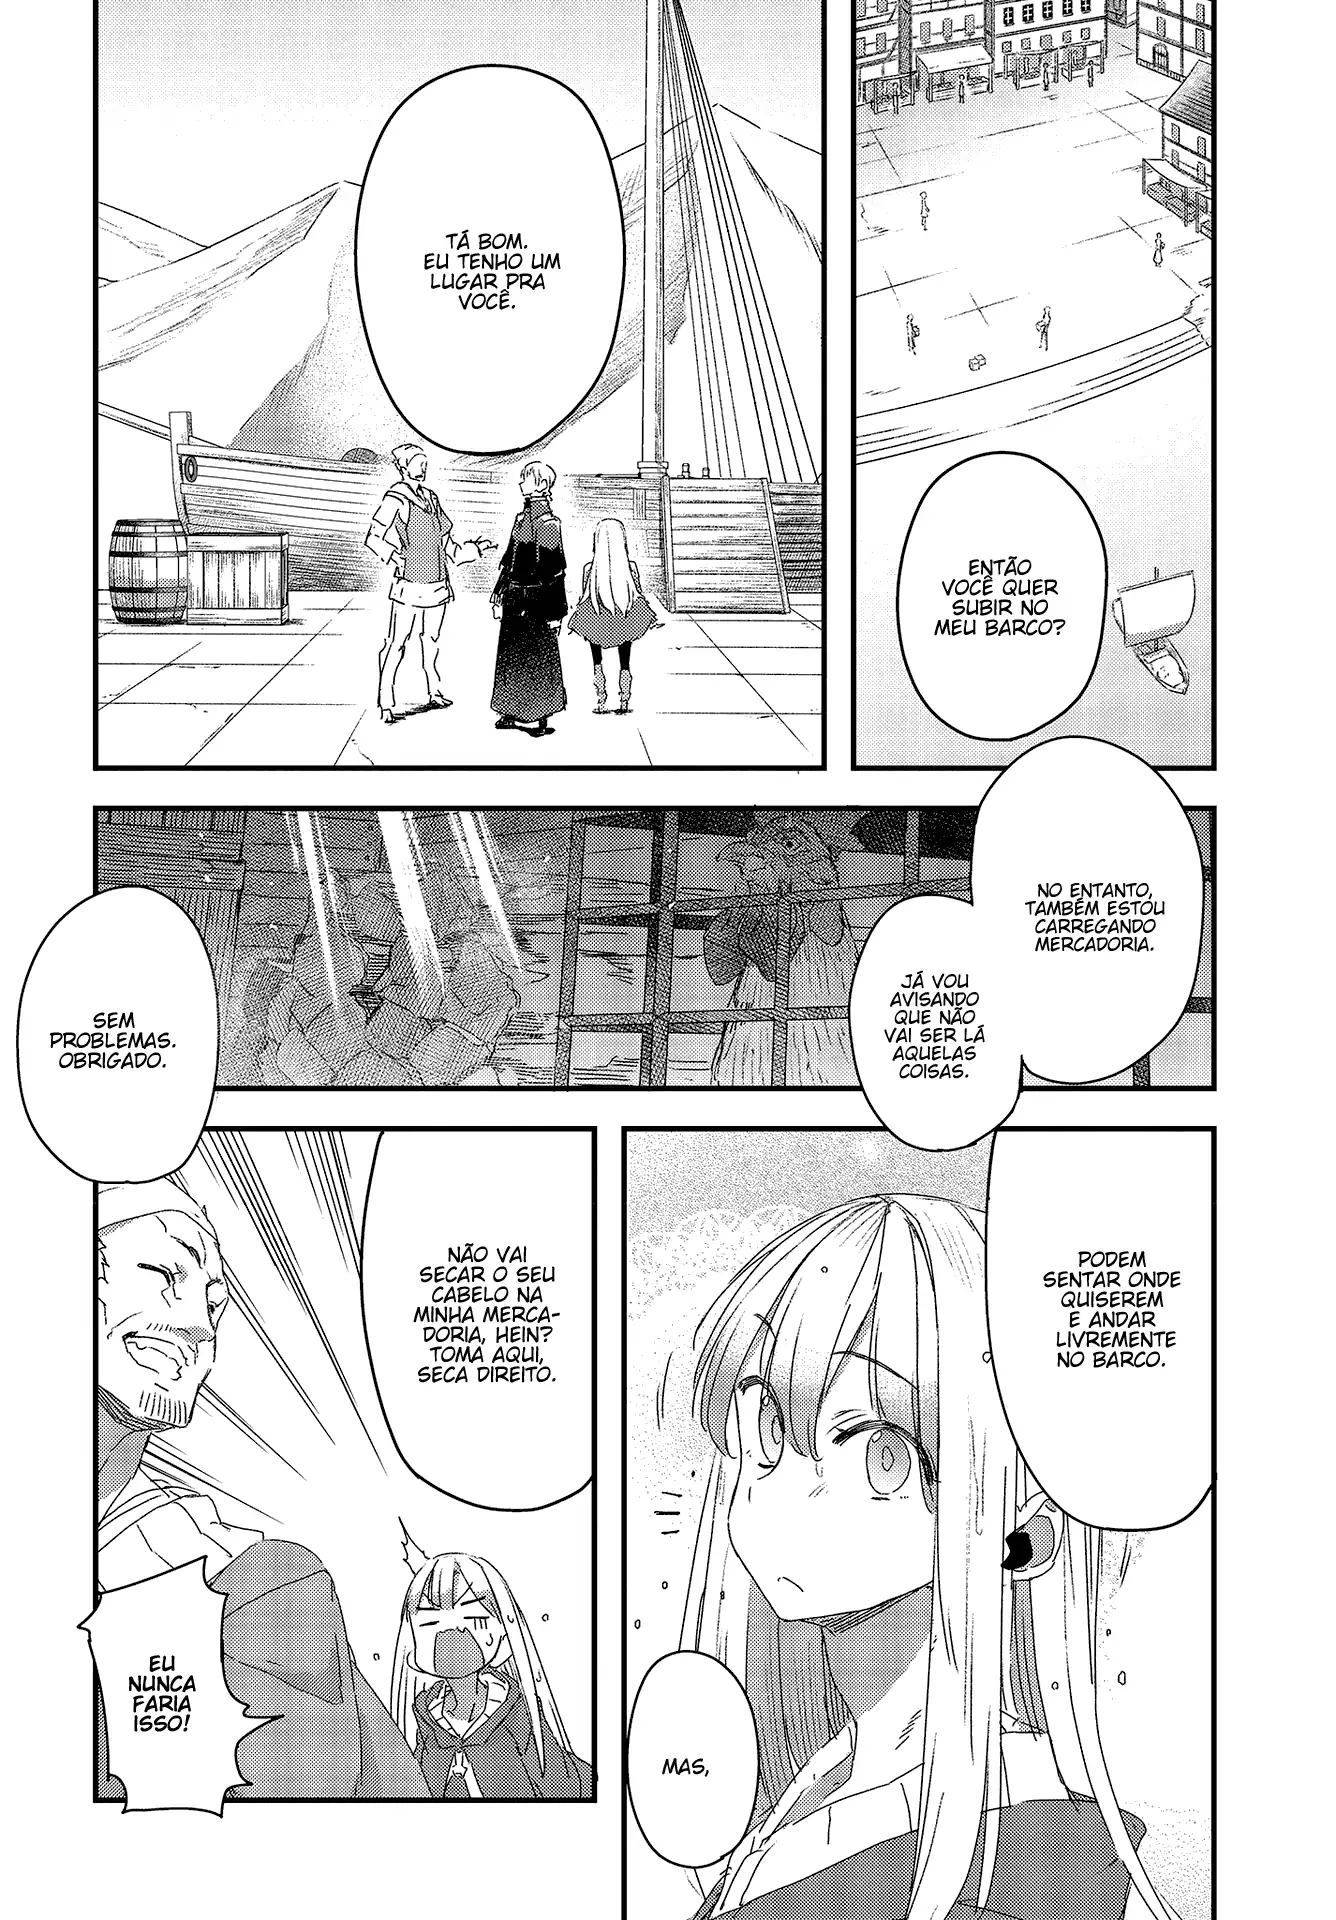 ENTÃO
VOCÊ QUER
SUBIR NO
MEU BARCO?
TÁ BOM.
EU TENHO UM
LUGAR PRA
VOCÊ.
NO ENTANTO,
TAMBÉM ESTOU
CARREGANDO
MERCADORIA.
JÁ VOU
AVISANDO
QUE NÃO
VAI SER LÁ
AQUELAS
COISAS.
SEM
PROBLEMAS.
OBRIGADO.
PODEM
SENTAR ONDE
QUISEREM
E ANDAR
LIVREMENTE
NO BARCO.
MAS,
NÃO VAI
SECAR O SEU
CABELO NA
MINHA MERCA-
DORIA, HEIN?
TOMA AQUI,
SECA DIREITO.
EU
NUNCA
FARIA
ISSO!